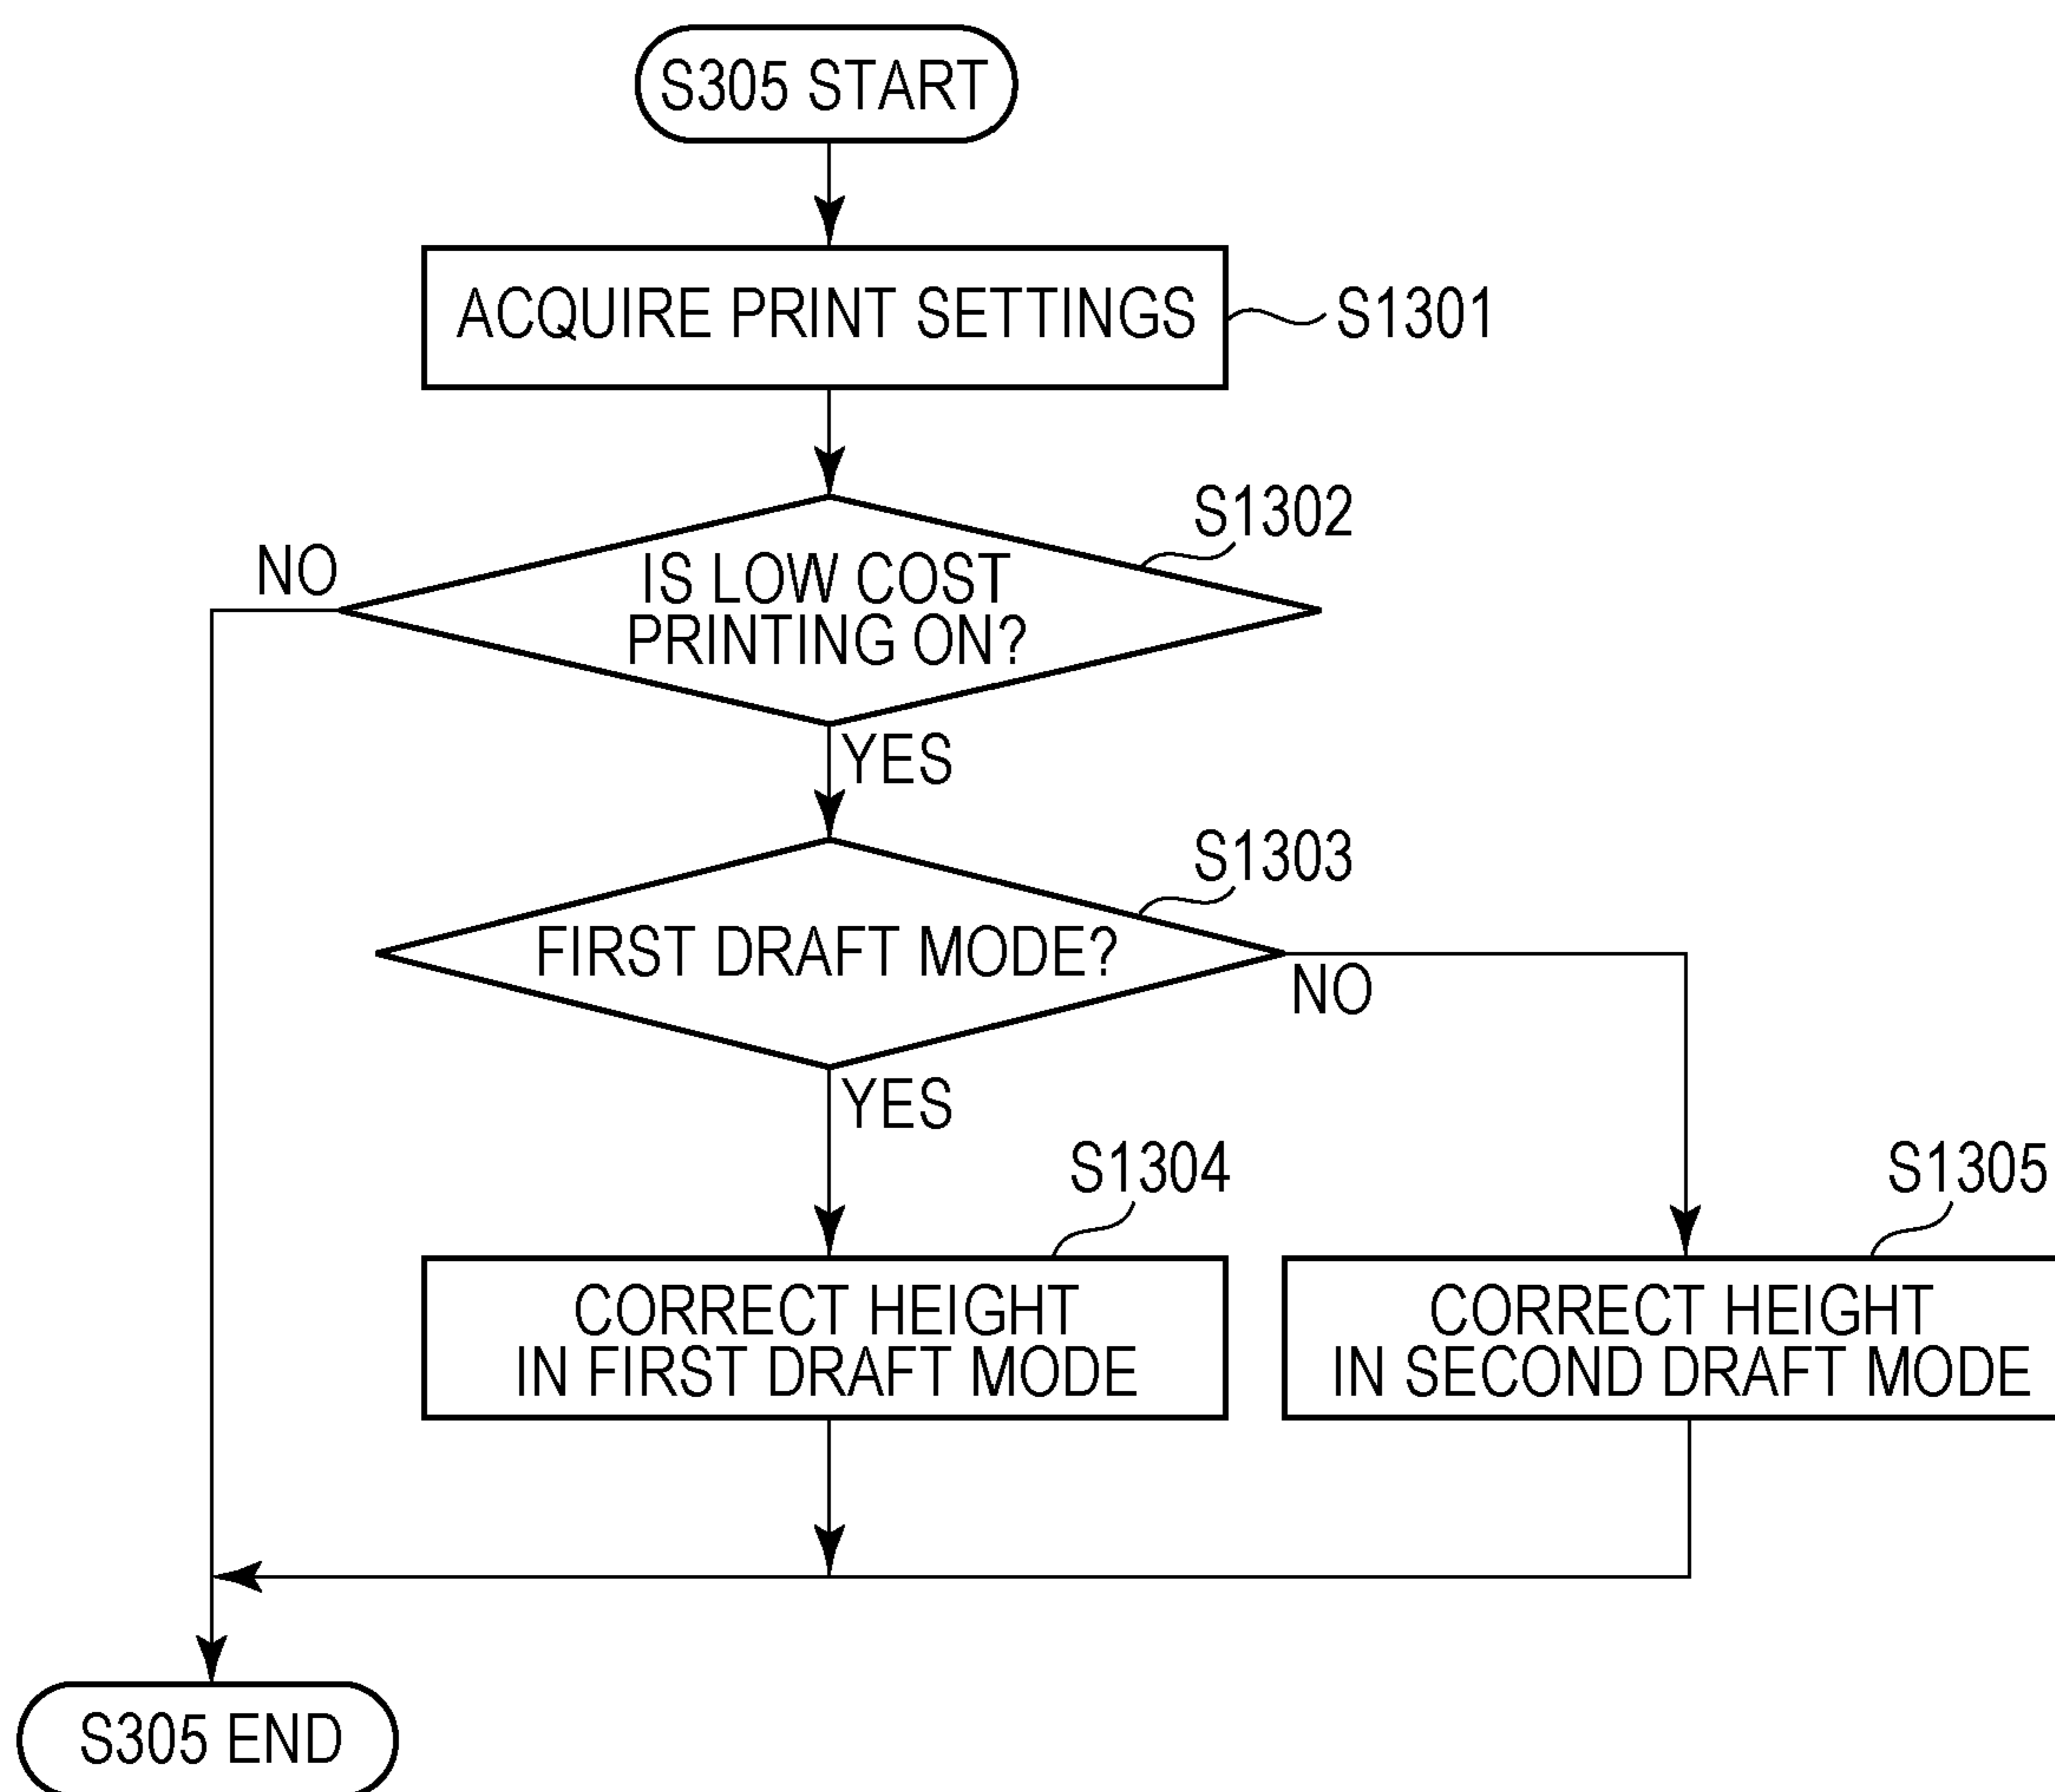 S305 START
ACQUIRE PRINT SETTINGS
S1301
S1302
NO
IS LOW COST
PRINTING ON?
YES
S1303
FIRST DRAFT MODE?
NO
YES
S1304
S1305
CORRECT HEIGHT
IN FIRST DRAFT MODE
CORRECT HEIGHT
IN SECOND DRAFT MODE
S305 END